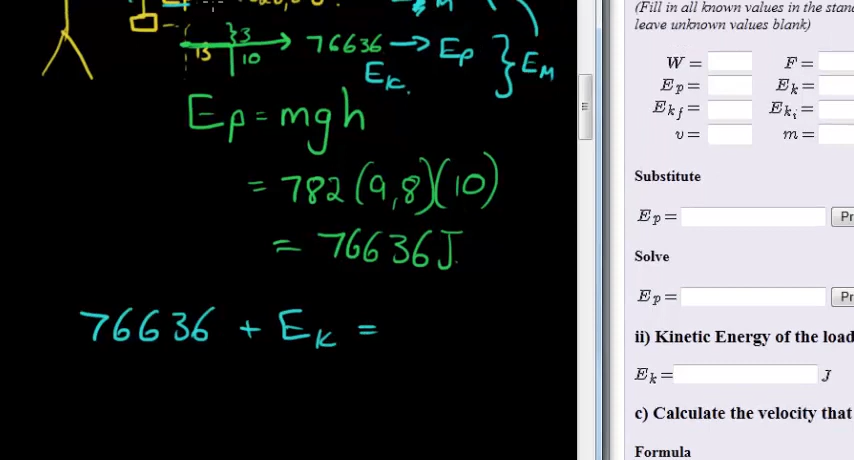 M
}3
13
10
76636 → Ep
Ek.
} EM
Ep = mgh
= 782 (9,8)(10)
= 76636J
76636 + EK =
(Fill in all known values in the stan
leave unknown values blank)
W = F =
Ep = Ek =
Ekf = Eki =
v = m =
Substitute
Ep = Pr
Solve
Ep = Pr
ii) Kinetic Energy of the load
Ek = J
c) Calculate the velocity that
Formula